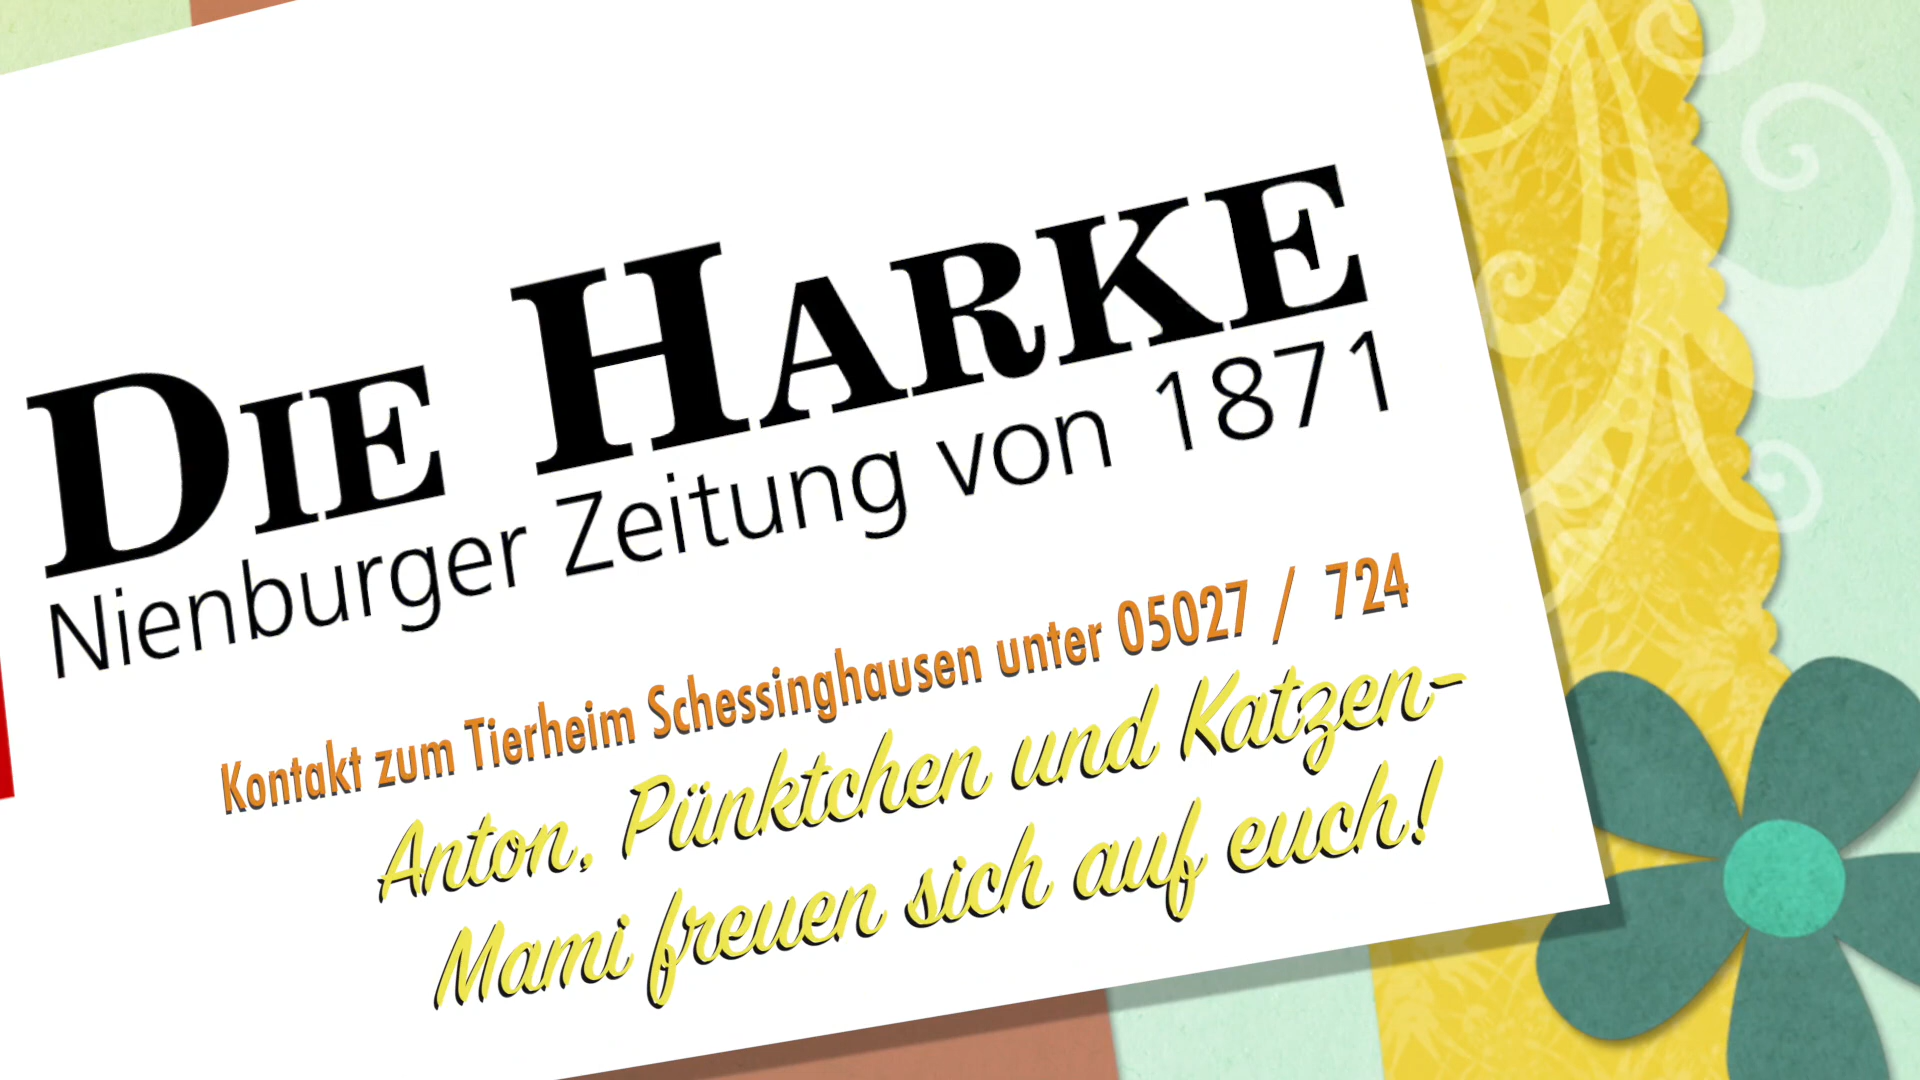 DIE HARKE
Nienburger Zeitung von 1871
Kontakt zum Tierheim Schessinghausen unter 05027 / 724
Anton, Pünktchen und Katzen-
Mami freuen sich auf euch!